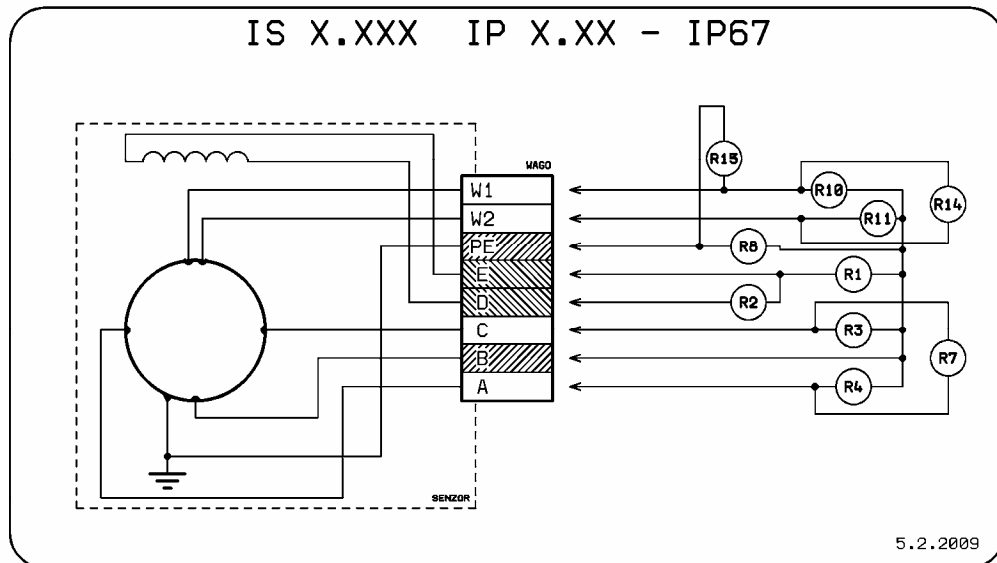 IS X.XXX IP X.XX - IP67
WAGO
W1
W2
PE
E
D
C
B
A
SENZOR
R15
R10
R14
R11
R8
R1
R2
R3
R7
R4
5.2.2009